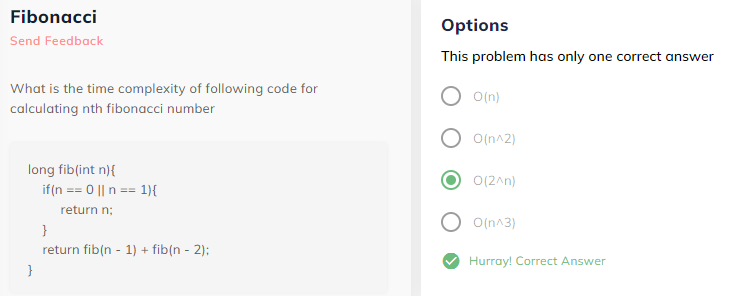 Fibonacci
Send Feedback
What is the time complexity of following code for
calculating nth fibonacci number
long fib(int n){
if(n == 0 || n == 1){
return n;
}
return fib(n - 1) + fib(n - 2);
}
Options
This problem has only one correct answer
O(n)
O(n^2)
O(2^n)
O(n^3)
Hurray! Correct Answer